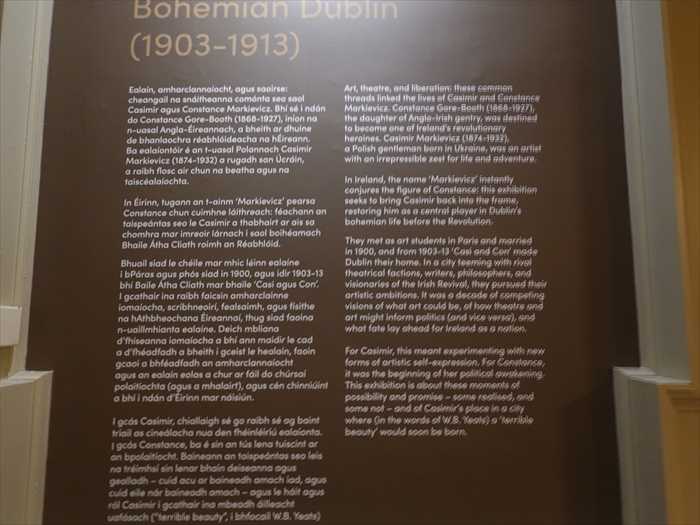 Bohemian Dublin
(1903–1913)
Ealaín, amharclannaíocht, agus saoirse:
cheangail na snáitheanna comónta seo saol
Casimir agus Constance Markievicz. Bhí sé i ndán
do Constance Gore-Booth (1868-1927), iníon na
n-uasal Angla-Éireannach, a bheith ar dhuine
de bhanlaochra réabhlóideacha na hÉireann.
Ba ealaíontóir é an t-uasal Polannach Casimir
Markievicz (1874-1932) a rugadh san Úcráin,
a raibh flosc air chun na beatha agus na
taiscéalaíochta.
In Éirinn, tugann an t-ainm 'Markievicz' pearsa
Constance chun cuimhne láithreach: féachann an
taispeántas seo le Casimir a thabhairt ar ais sa
chomhra mar imreoir lárnach i saol boihéamach
Bhaile Átha Cliath roimh an Réabhlóid.
Bhuail siad le chéile mar mhic léinn ealaíne
i bPáras agus phós siad in 1900, agus idir 1903-13
bhí Baile Átha Cliath mar bhaile 'Casi agus Con'.
I gcathair ina raibh faicsin amharclainne
iomaíocha, scríbhneoirí, fealsaimh, agus físithe
na hAthbheochana Éireannaí, thug siad faoina
n-uaillmhianta ealaíne. Deich mbliana
d'fhíseanna iomaíocha a bhí ann maidir le cad
a d'fhéadfadh a bheith i gceist le healaín, faoin
gcaoi a bhféadfadh an amharclannaíocht
agus an ealaín eolas a chur ar fáil do chúrsaí
polaitíochta (agus a mhalairt), agus cén chinniúint
a bhí i ndán d'Éirinn mar náisiún.
I gcás Casimir, chiallaigh sé go raibh sé ag baint
triail as cineálacha nua den fhéinléiriú ealaíonta.
I gcás Constance, ba é sin an tús lena tuiscint ar
an bpolaitíocht. Baineann an taispeántas seo leis
na tréimhsí sin lenar bhain deiseanna agus
gealladh – cuid acu ar baineadh amach iad, agus
cuid eile nár baineadh amach – agus le háit agus
ról Casimir i gcathair ina mbeadh áilleacht
uafásach ("terrible beauty", i bhfocail W.B. Yeats)
Art, theatre, and liberation: these common
threads linked the lives of Casimir and Constance
Markievicz. Constance Gore-Booth (1868-1927),
the daughter of Anglo-Irish gentry, was destined
to become one of Ireland's revolutionary
heroines. Casimir Markievicz (1874-1932),
a Polish gentleman born in Ukraine, was an artist
with an irrepressible zest for life and adventure.
In Ireland, the name 'Markievicz' instantly
conjures the figure of Constance: this exhibition
seeks to bring Casimir back into the frame,
restoring him as a central player in Dublin's
bohemian life before the Revolution.
They met as art students in Paris and married
in 1900, and from 1903-13 'Casi and Con' made
Dublin their home. In a city teeming with rival
theatrical factions, writers, philosophers, and
visionaries of the Irish Revival, they pursued their
artistic ambitions. It was a decade of competing
visions of what art could be, of how theatre and
art might inform politics (and vice versa), and
what fate lay ahead for Ireland as a nation.
For Casimir, this meant experimenting with new
forms of artistic self-expression. For Constance,
it was the beginning of her political awakening.
This exhibition is about these moments of
possibility and promise – some realised, and
some not – and of Casimir's place in a city
where (in the words of W.B. Yeats) a 'terrible
beauty' would soon be born.